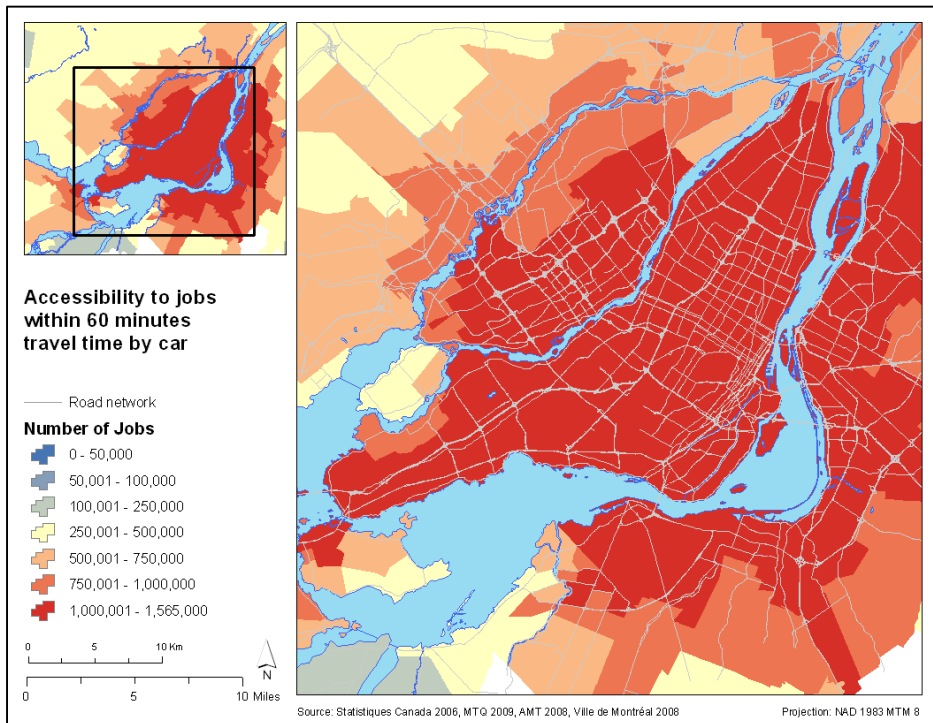 Accessibility to jobs
within 60 minutes
travel time by car
Road network
Number of Jobs
0 - 50,000
50,001 - 100,000
100,001 - 250,000
250,001 - 500,000
500,001 - 750,000
750,001 - 1,000,000
1,000,001 - 1,565,000
0 5 10 Km
N
0 5 10 Miles
Source: Statistiques Canada 2006, MTQ 2009, AMT 2008, Ville de Montréal 2008
Projection: NAD 1983 MTM 8